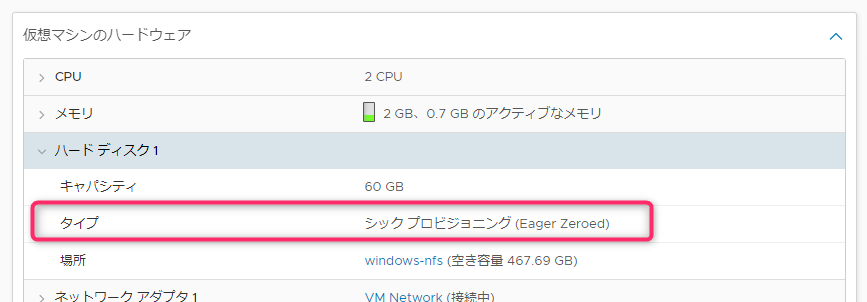 仮想マシンのハードウェア
CPU 2 CPU
メモリ 2 GB、0.7 GB のアクティブなメモリ
ハード ディスク 1
キャパシティ 60 GB
タイプ シック プロビジョニング (Eager Zeroed)
場所 windows-nfs (空き容量 467.69 GB)
ネットワーク アダプタ 1 VM Network (接続中)